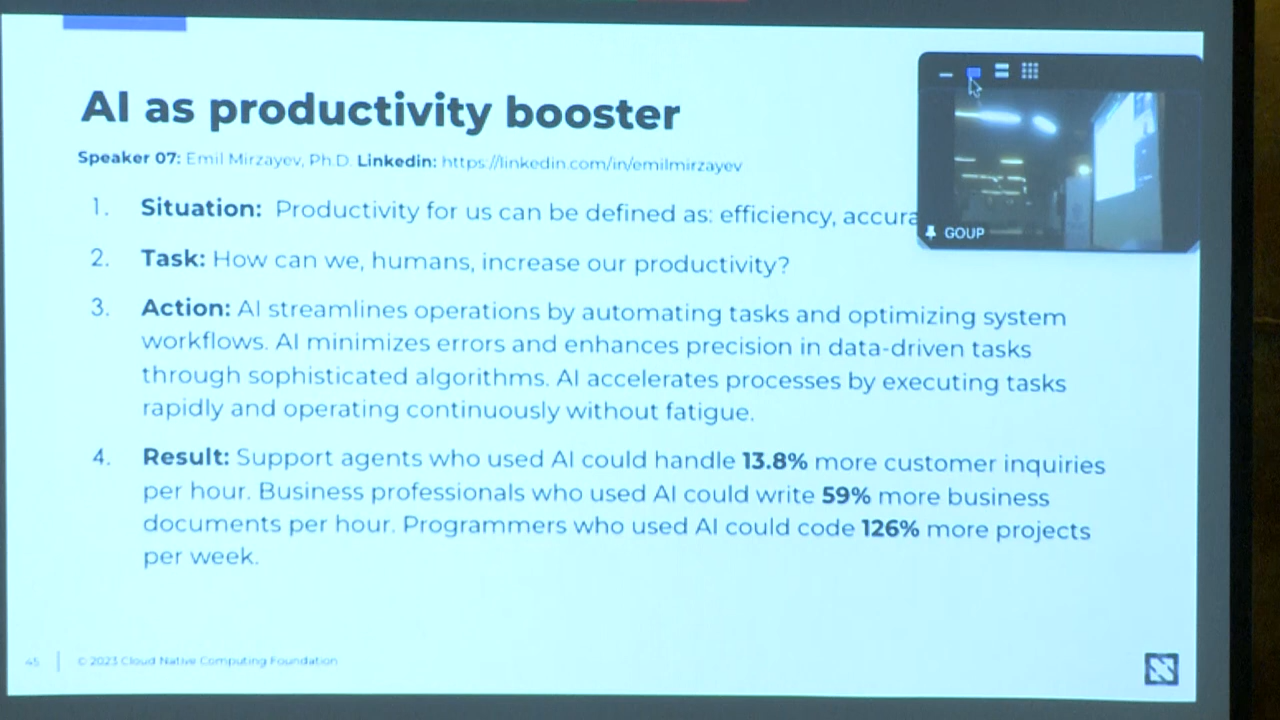 AI as productivity booster
Speaker 07: Emil Mirzayev, Ph.D. Linkedin: https://linkedin.com/in/emilmirzayev
1. Situation: Productivity for us can be defined as: efficiency, accura
GOUP
2. Task: How can we, humans, increase our productivity?
3. Action: AI streamlines operations by automating tasks and optimizing system
workflows. AI minimizes errors and enhances precision in data-driven tasks
through sophisticated algorithms. AI accelerates processes by executing tasks
rapidly and operating continuously without fatigue.
4. Result: Support agents who used AI could handle 13.8% more customer inquiries
per hour. Business professionals who used AI could write 59% more business
documents per hour. Programmers who used AI could code 126% more projects
per week.
45 © 2023 Cloud Native Computing Foundation